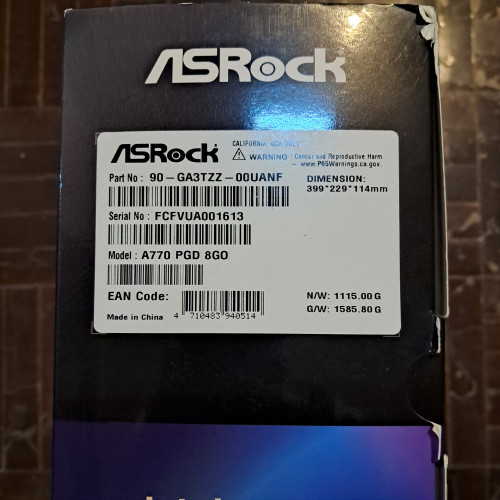 ASRock
ASRock
CALIFORNIA, USA ONLY
WARNING Cancer and Reproductive Harm
- www.P65Warnings.ca.gov.
Part No : 90-GA3TZZ-00UANF
DIMENSION:
399*229*114mm
Serial No : FCFVUA001613
Model : A770 PGD 8GO
EAN Code:
Made in China
4 710483 940514
N/W: 1115.00G
G/W: 1585.80G